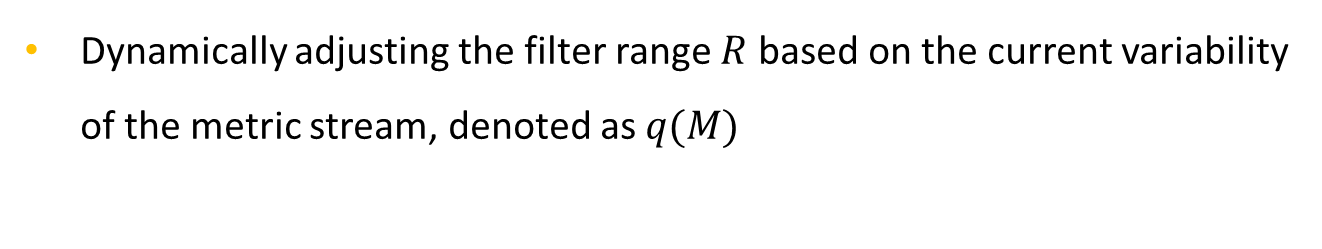 • Dynamically adjusting the filter range R based on the current variability
of the metric stream, denoted as q(M)